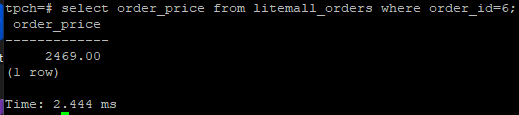 tpch=# select order_price from litemall_orders where order_id=6;
 order_price
-------------
     2469.00
(1 row)

Time: 2.444 ms